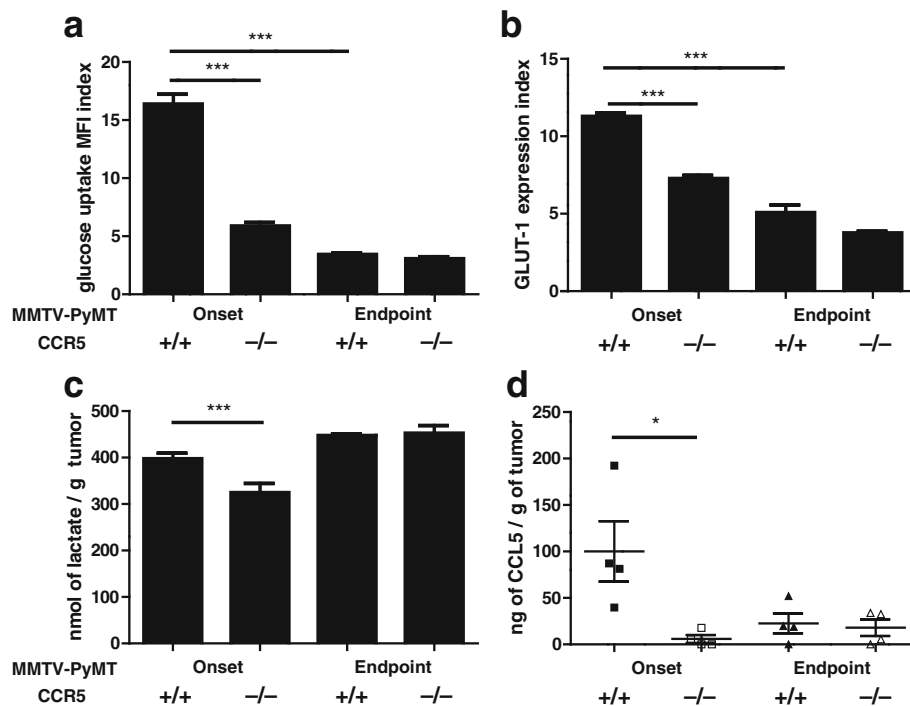 a
***
***
20
15
10
5
0
glucose uptake MFI index
MMTV-PyMT
Onset
Endpoint
CCR5
+/+
–/–
+/+
–/–
b
***
***
15
10
5
0
GLUT-1 expression index
Onset
Endpoint
+/+
–/–
+/+
–/–
c
***
500
400
300
200
100
0
nmol of lactate / g tumor
MMTV-PyMT
Onset
Endpoint
CCR5
+/+
–/–
+/+
–/–
d
*
250
200
150
100
50
0
ng of CCL5 / g of tumor
Onset
Endpoint
+/+
–/–
+/+
–/–